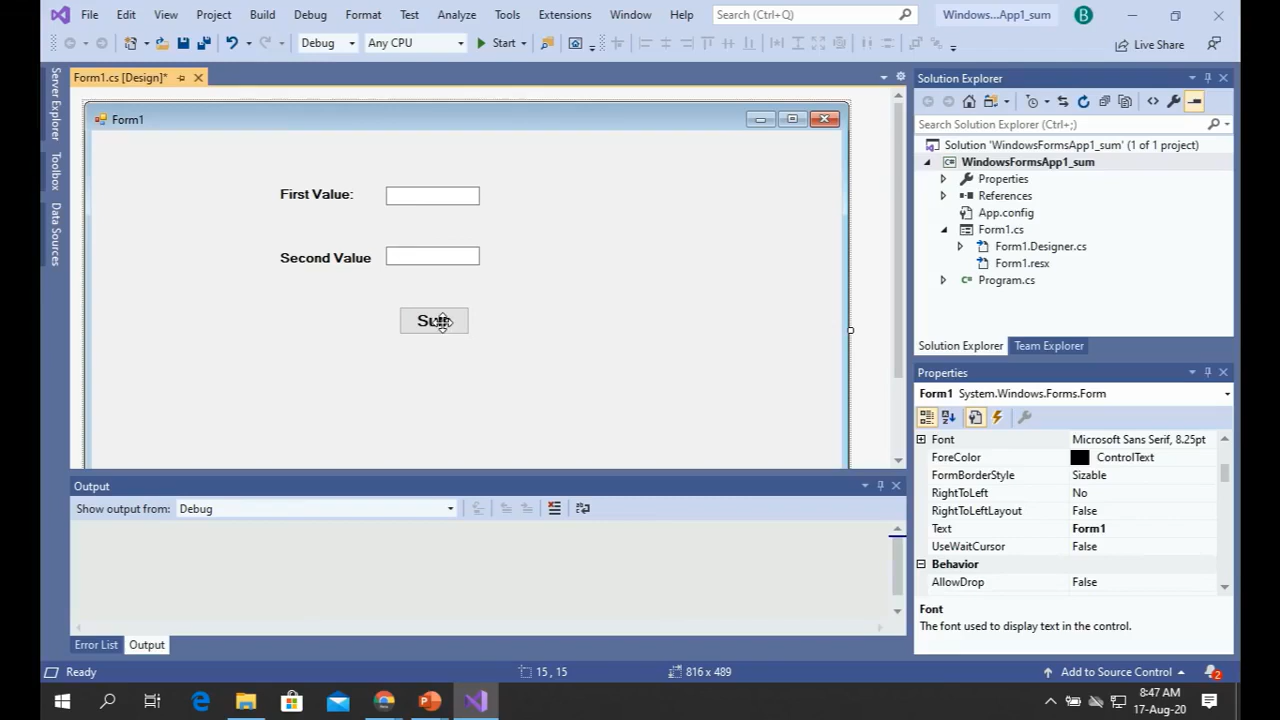 File Edit View Project Build Debug Format Test Analyze Tools Extensions Window Help Search (Ctrl+Q) Windows...App1_sum B
Debug Any CPU Start Live Share
Server Explorer
Toolbox
Data Sources
Form1.cs [Design]*
Form1
First Value:
Second Value
Output
Show output from: Debug
Error List Output
Solution Explorer
Search Solution Explorer (Ctrl+;)
Solution 'WindowsFormsApp1_sum' (1 of 1 project)
WindowsFormsApp1_sum
Properties
References
App.config
Form1.cs
Form1.Designer.cs
Form1.resx
Program.cs
Solution Explorer Team Explorer
Properties
Form1 System.Windows.Forms.Form
Font Microsoft Sans Serif, 8.25pt
ForeColor ControlText
FormBorderStyle Sizable
RightToLeft No
RightToLeftLayout False
Text Form1
UseWaitCursor False
Behavior
AllowDrop False
Font
The font used to display text in the control.
Ready 15 , 15 816 x 489 Add to Source Control 2
8:47 AM
17-Aug-20